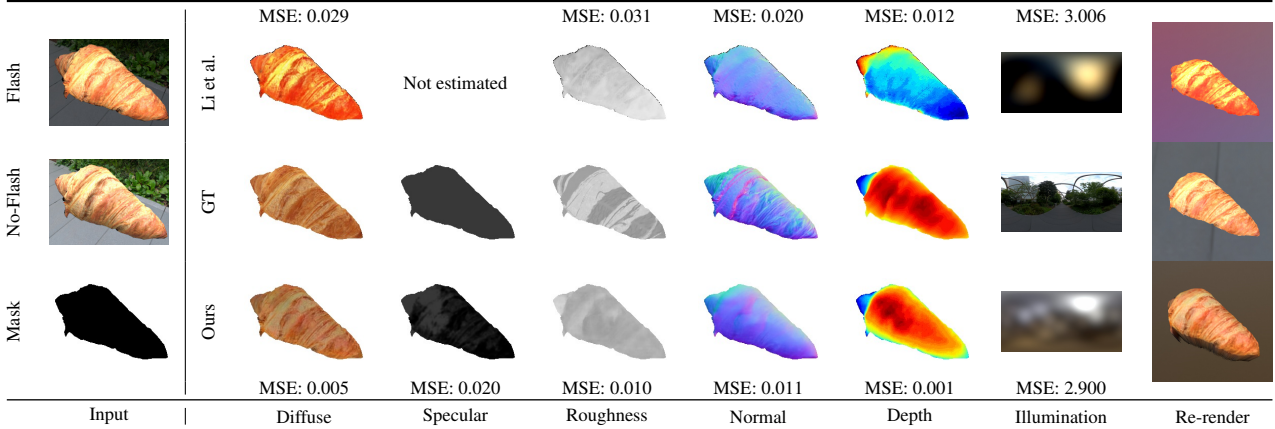 MSE: 0.029
MSE: 0.031
MSE: 0.020
MSE: 0.012
MSE: 3.006
Flash
Li et al.
Not estimated
No-Flash
GT
Mask
Ours
MSE: 0.005
MSE: 0.020
MSE: 0.010
MSE: 0.011
MSE: 0.001
MSE: 2.900
Input
Diffuse
Specular
Roughness
Normal
Depth
Illumination
Re-render